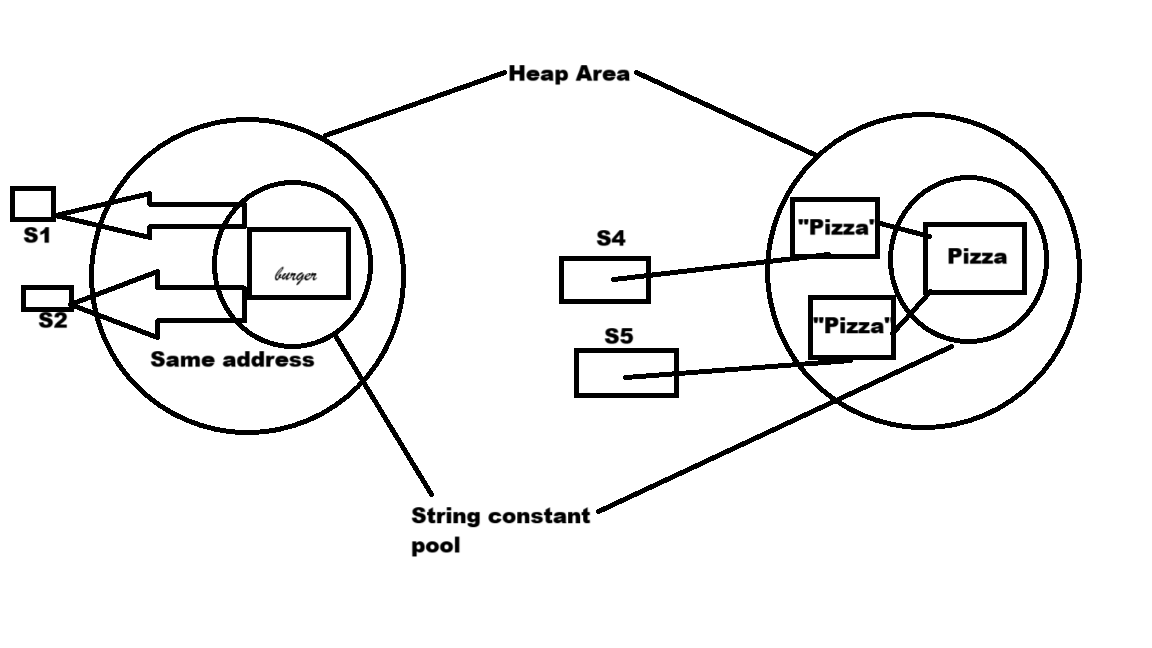 Heap Area
S1
S2
burger
Same address
S4
S5
"Pizza"
"Pizza"
Pizza
String constant
pool